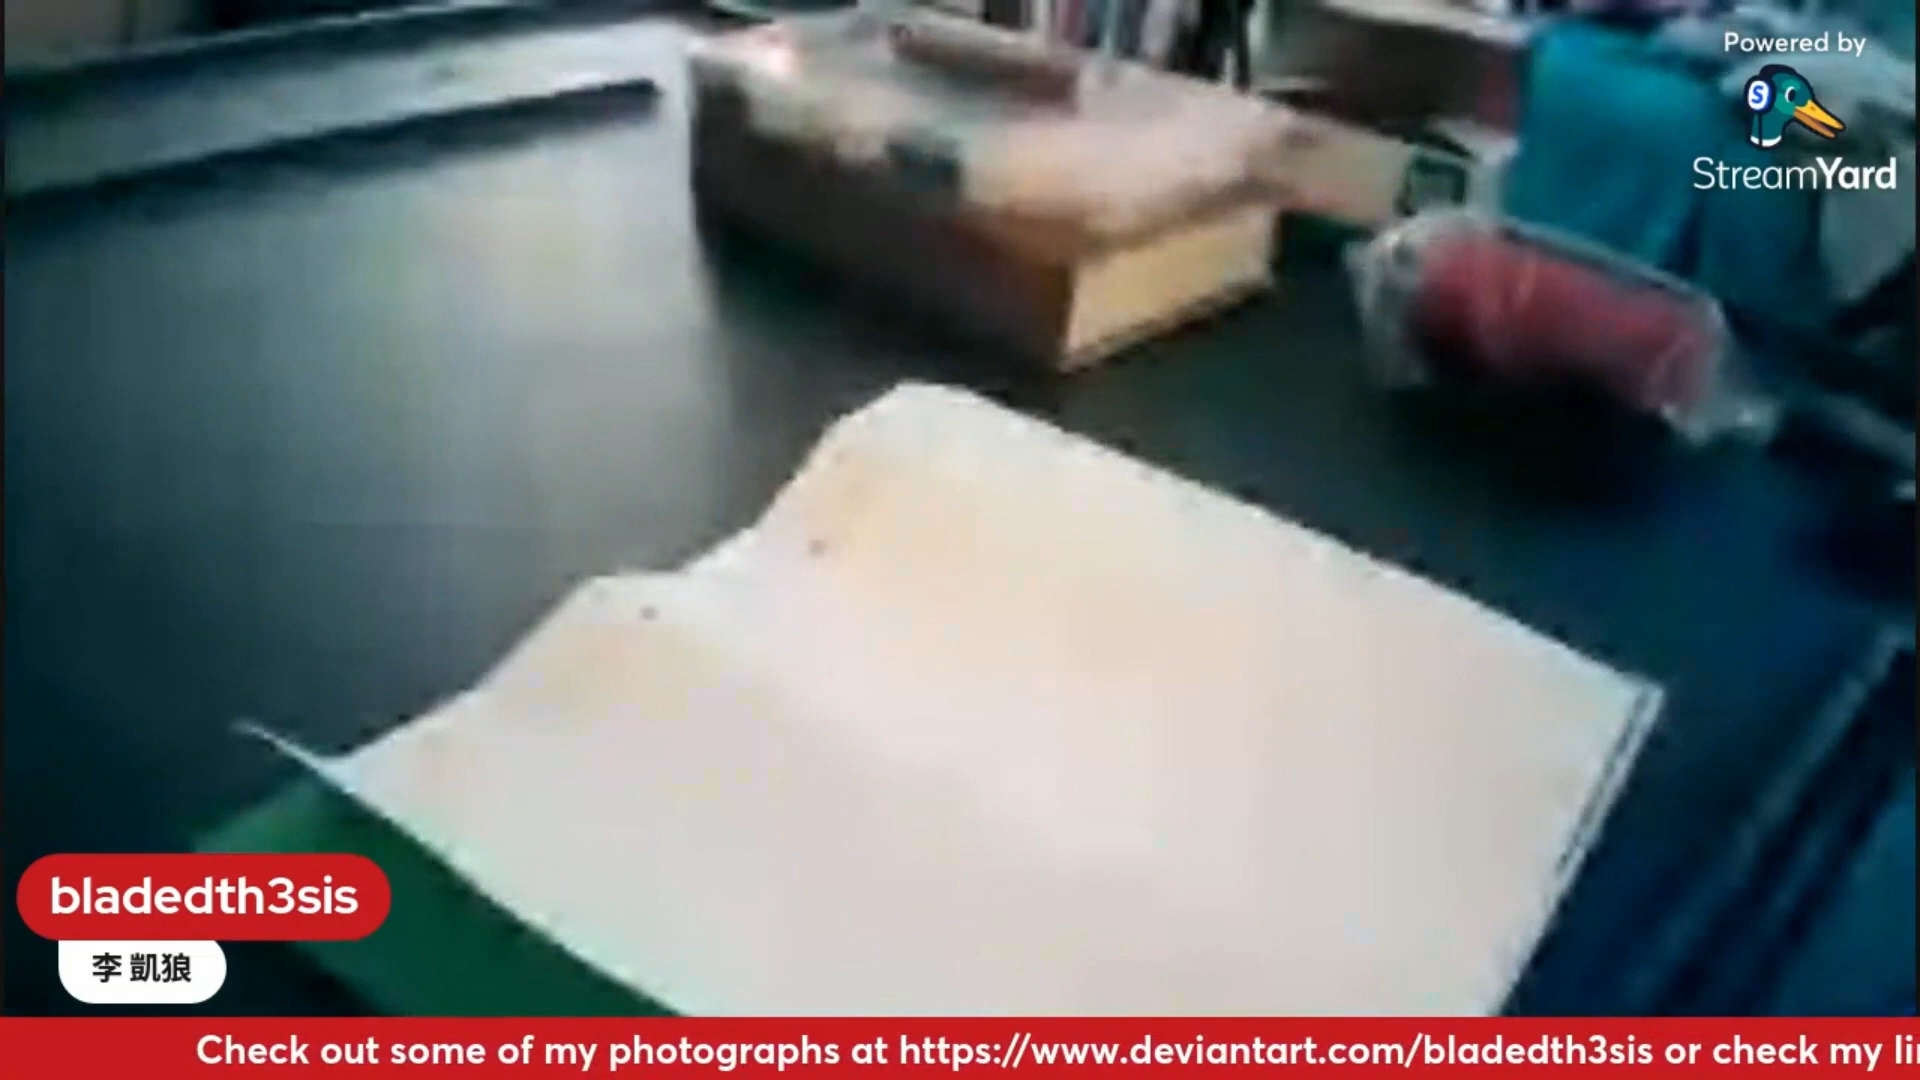 Powered by
S
StreamYard
bladedth3sis
李 凱狼
Check out some of my photographs at https://www.deviantart.com/bladedth3sis or check my